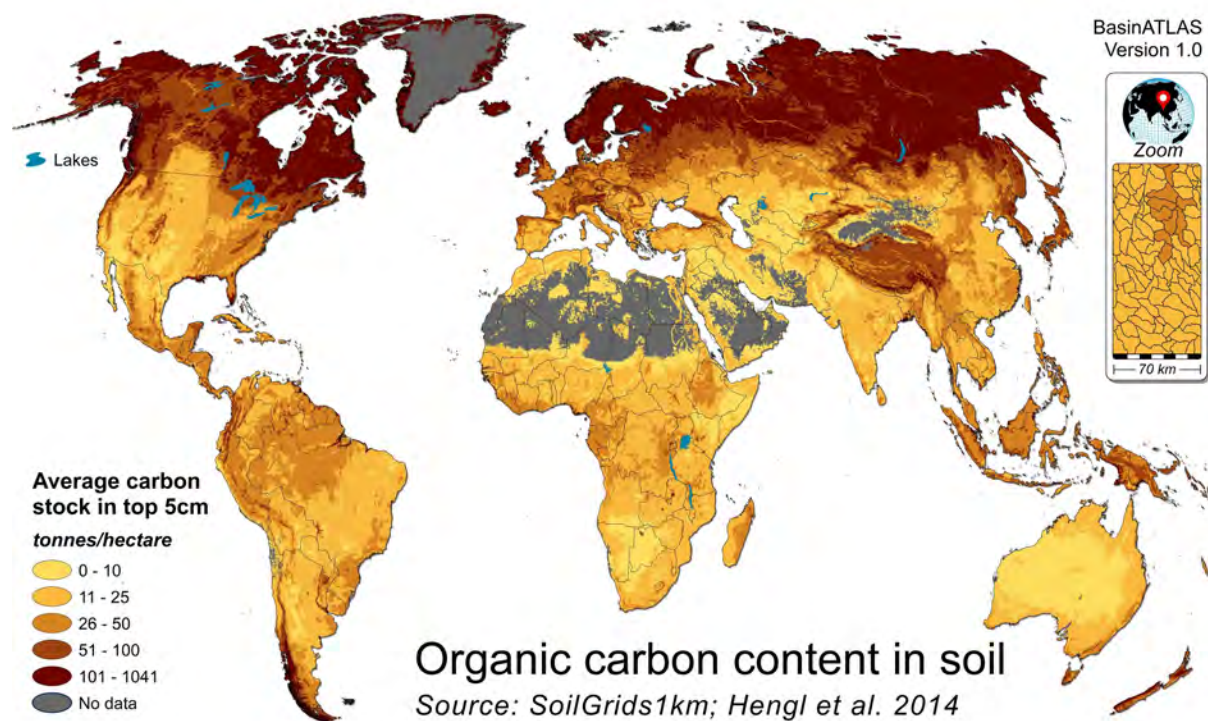 BasinATLAS
Version 1.0
Zoom
70 km
Lakes
Average carbon
stock in top 5cm
tonnes/hectare
0 - 10
11 - 25
26 - 50
51 - 100
101 - 1041
No data
Organic carbon content in soil
Source: SoilGrids1km; Hengl et al. 2014